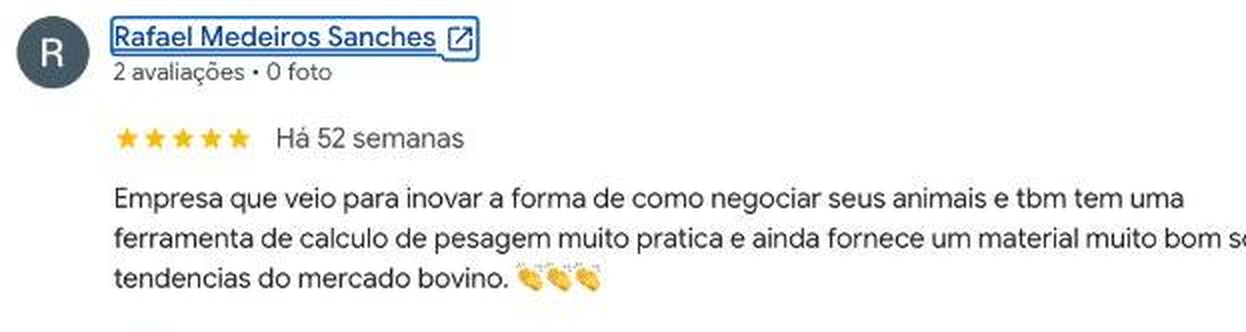 R
Rafael Medeiros Sanches
2 avaliações • 0 foto
Há 52 semanas
Empresa que veio para inovar a forma de como negociar seus animais e tbm tem uma
ferramenta de calculo de pesagem muito pratica e ainda fornece um material muito bom
tendencias do mercado bovino. 👏👏👏